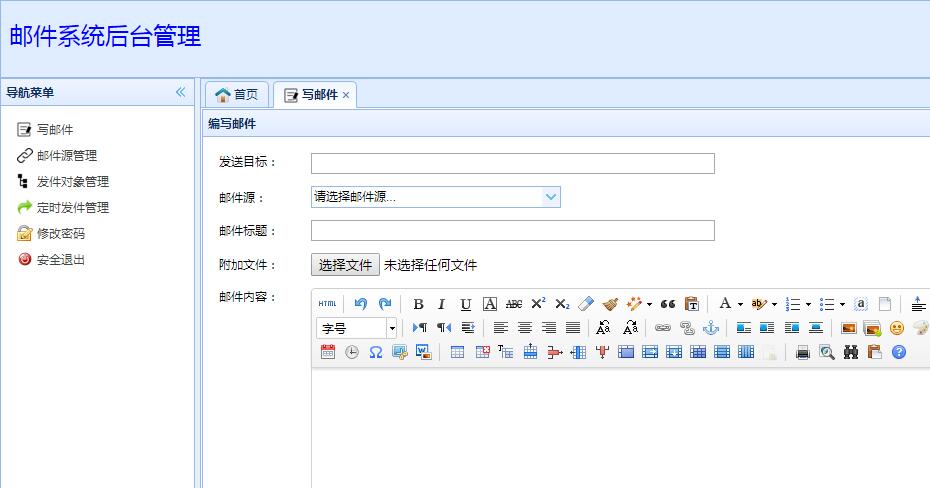 邮件系统后台管理
导航菜单
写邮件
邮件源管理
发件对象管理
定时发件管理
修改密码
安全退出
首页 写邮件 ×
编写邮件
发送目标：
邮件源： 请选择邮件源...
邮件标题：
附加文件： 选择文件 未选择任何文件
邮件内容：
HTML B I U A ABC X² X₂ A ab a
字号